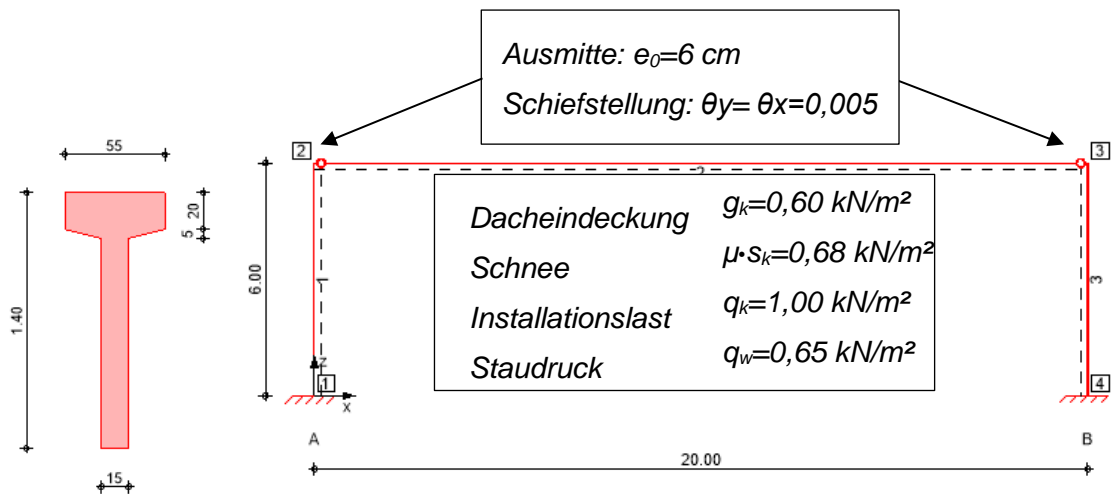 Ausmitte: e0=6 cm
Schiefstellung: θy= θx=0,005
55
20
5
1.40
15
2
3
2
Dacheindeckung gk=0,60 kN/m²
Schnee µ•sk=0,68 kN/m²
Installationslast qk=1,00 kN/m²
Staudruck qw=0,65 kN/m²
6.00
1
3
z
1
x
4
A
B
20.00